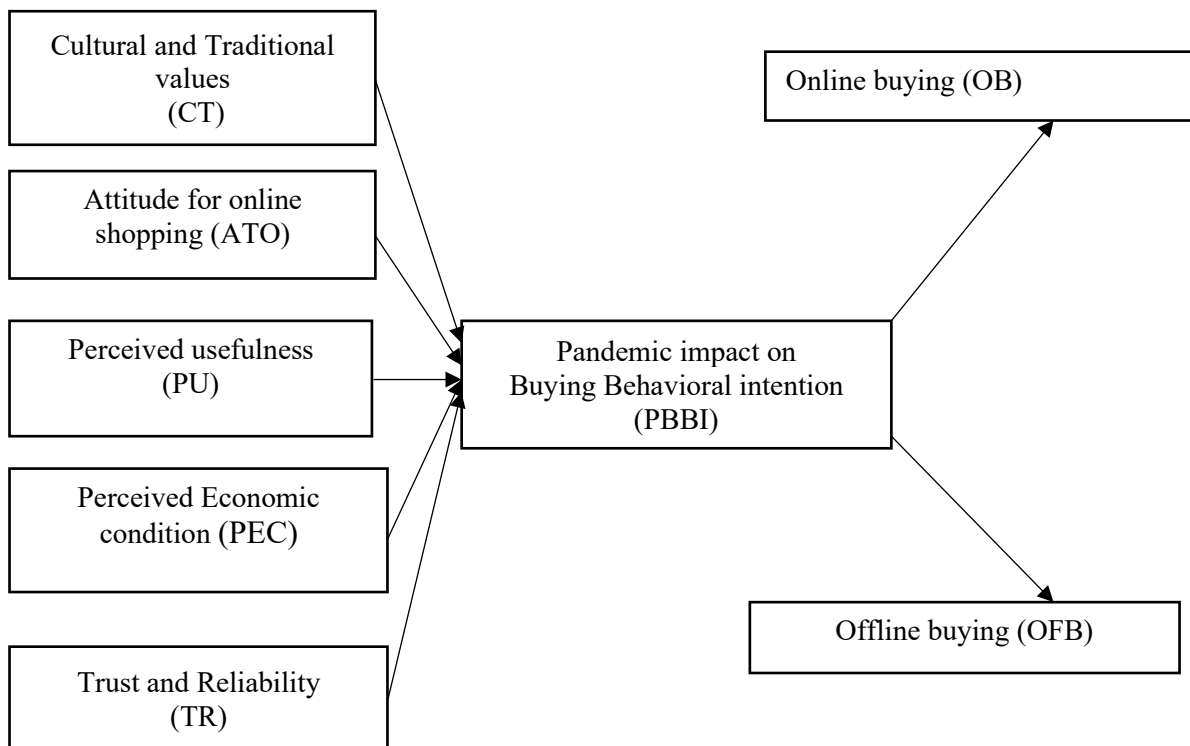 Cultural and Traditional
values
(CT)
Attitude for online
shopping (ATO)
Perceived usefulness
(PU)
Perceived Economic
condition (PEC)
Trust and Reliability
(TR)
Pandemic impact on
Buying Behavioral intention
(PBBI)
Online buying (OB)
Offline buying (OFB)